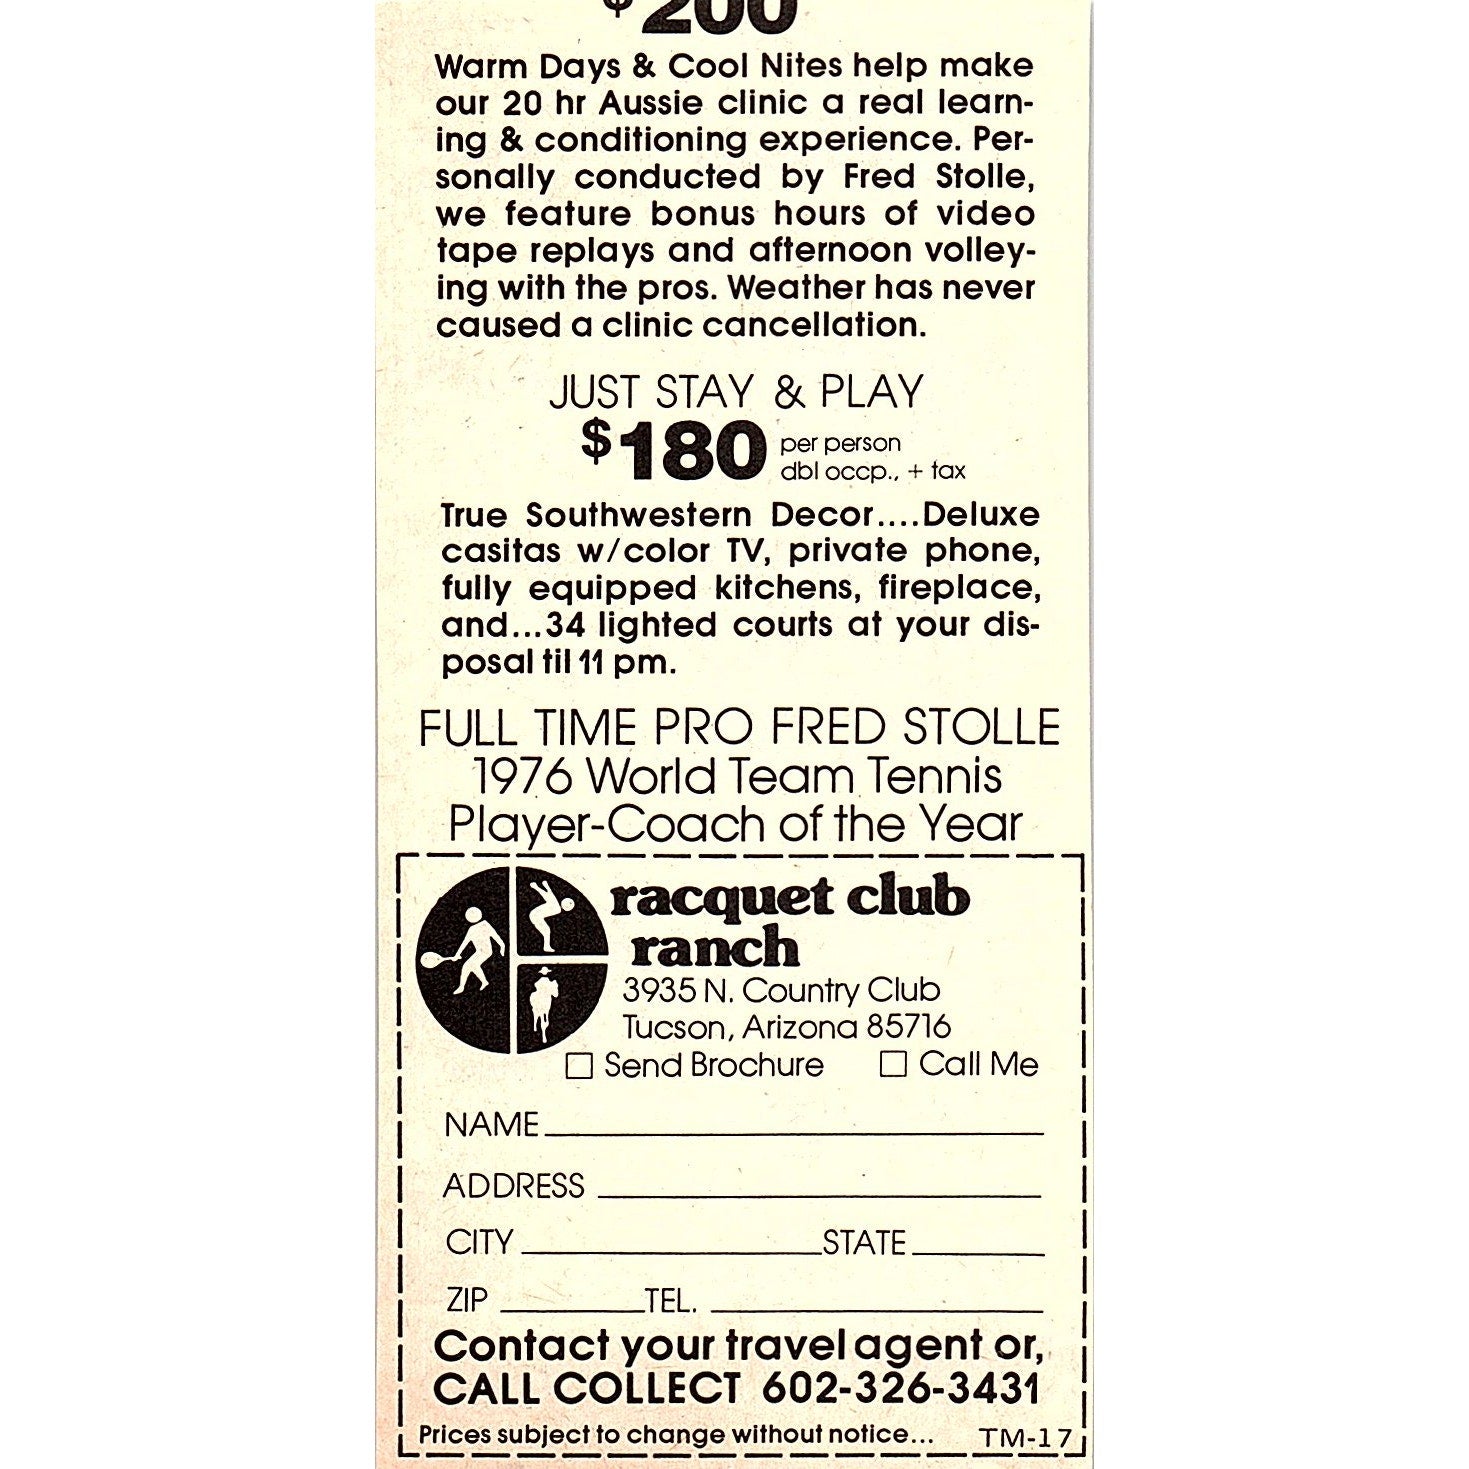 $200
Warm Days & Cool Nites help make
our 20 hr Aussie clinic a real learn-
ing & conditioning experience. Per-
sonally conducted by Fred Stolle,
we feature bonus hours of video
tape replays and afternoon volley-
ing with the pros. Weather has never
caused a clinic cancellation.
JUST STAY & PLAY
$180 per person
dbl occp., + tax
True Southwestern Decor....Deluxe
casitas w/color TV, private phone,
fully equipped kitchens, fireplace,
and...34 lighted courts at your dis-
posal til 11 pm.
FULL TIME PRO FRED STOLLE
1976 World Team Tennis
Player-Coach of the Year
racquet club
ranch
3935 N. Country Club
Tucson, Arizona 85716
Send Brochure Call Me
NAME
ADDRESS
CITY STATE
ZIP TEL.
Contact your travel agent or,
CALL COLLECT 602-326-3431
Prices subject to change without notice... TM-17